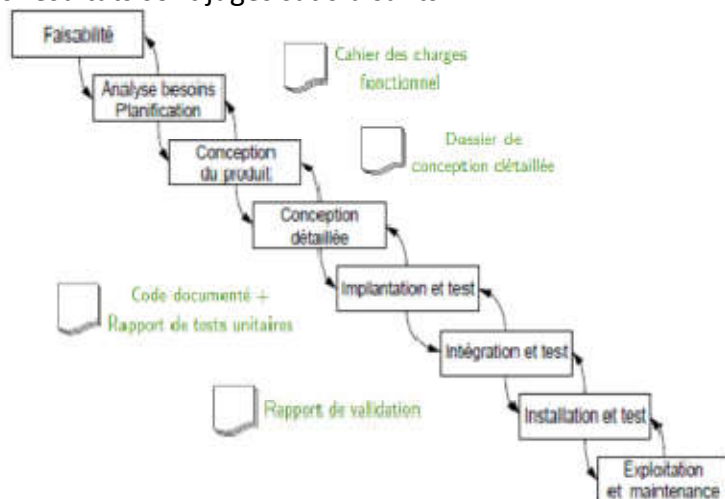 Faisabilité
Cahier des charges
fonctionnel
Analyse besoins
Planification
Dossier de
conception détaillée
Conception
du produit
Conception
détaillée
Code documenté +
Rapport de tests unitaires
Implantation et test
Intégration et test
Rapport de validation
Installation et test
Exploitation
et maintenance